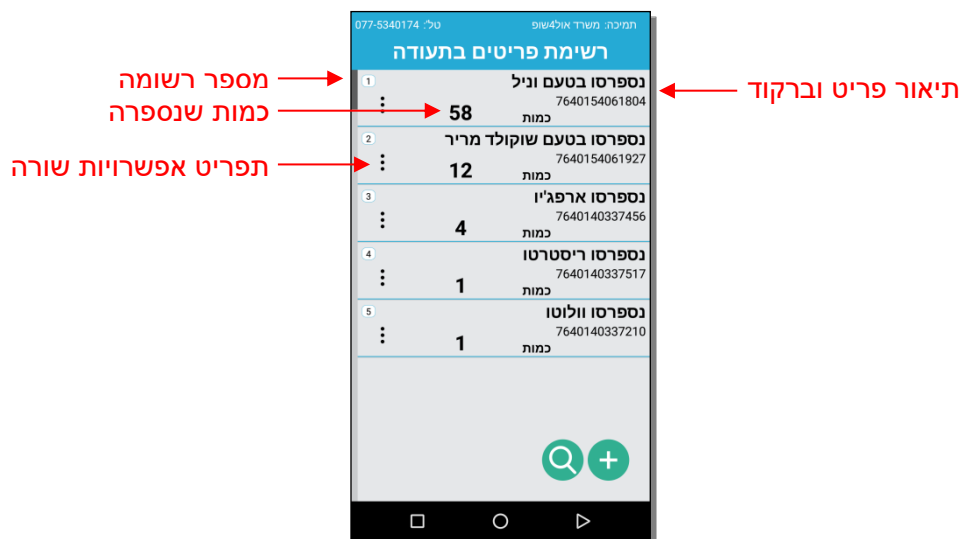 תמיכה: משרד אול4שופ טל': 077-5340174
רשימת פריטים בתעודה
1
נספרסו בטעם וניל
7640154061804
כמות 58
2
נספרסו בטעם שוקולד מריר
7640154061927
כמות 12
3
נספרסו ארפג'יו
7640140337456
כמות 4
4
נספרסו ריסטרטו
7640140337517
כמות 1
5
נספרסו וולוטו
7640140337210
כמות 1
תיאור פריט וברקוד
מספר רשומה
כמות שנספרה
תפריט אפשרויות שורה